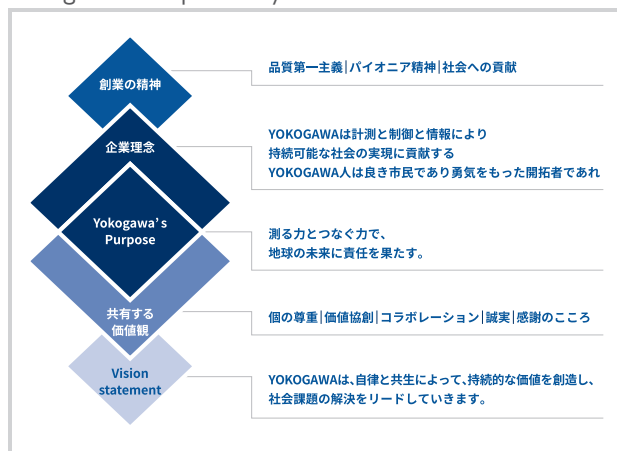 創業の精神
品質第一主義|パイオニア精神|社会への貢献
企業理念
YOKOGAWAは計測と制御と情報により
持続可能な社会の実現に貢献する
YOKOGAWA人は良き市民であり勇気をもった開拓者であれ
Yokogawa's
Purpose
測る力とつなぐ力で、
地球の未来に責任を果たす。
共有する
価値観
個の尊重|価値協創|コラボレーション|誠実|感謝のこころ
Vision
statement
YOKOGAWAは、自律と共生によって、持続的な価値を創造し、
社会課題の解決をリードしていきます。